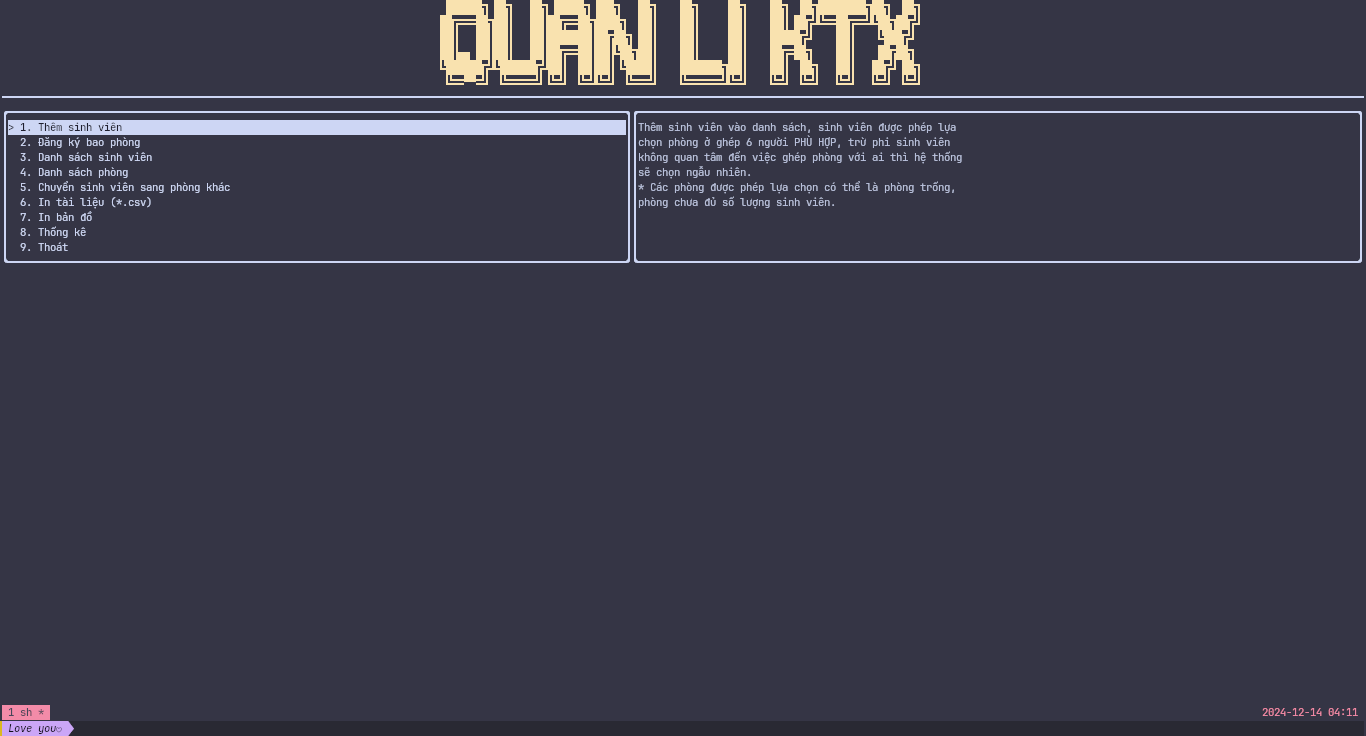 QUAN LI KTX
> 1. Thêm sinh viên
2. Đăng ký bao phòng
3. Danh sách sinh viên
4. Danh sách phòng
5. Chuyển sinh viên sang phòng khác
6. In tài liệu (*.csv)
7. In bản đồ
8. Thống kê
9. Thoát
Thêm sinh viên vào danh sách, sinh viên được phép lựa
chọn phòng ở ghép 6 người PHÙ HỢP, trừ phi sinh viên
không quan tâm đến việc ghép phòng với ai thì hệ thống
sẽ chọn ngẫu nhiên.
* Các phòng được phép lựa chọn có thể là phòng trống,
phòng chưa đủ số lượng sinh viên.
1 sh *
2024-12-14 04:11
Love you♡